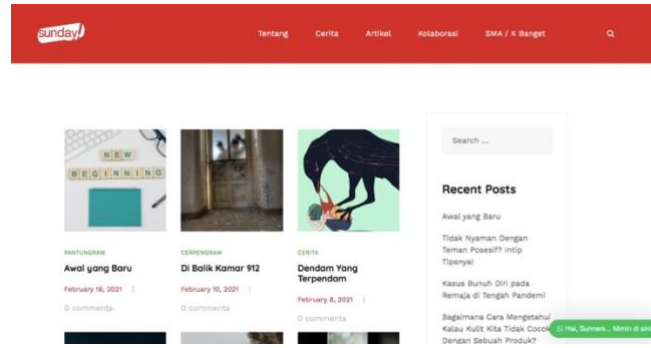 sunday!
Tentang
Cerita
Artikel
Kolaborasi
SMA / K Banget
NEW
BEGINNING
PANTUNGRAM
Awal yang Baru
February 16, 2021
0 comments
CERPENGRAM
Di Balik Kamar 912
February 10, 2021
0 comments
CERITA
Dendam Yang
Terpendam
February 8, 2021
0 comments
Search ...
Recent Posts
Awal yang Baru
Tidak Nyaman Dengan
Teman Posesif? Intip
Tipsnya!
Kasus Bunuh Diri pada
Remaja di Tengah Pandemi
Bagaimana Cara Mengetahui
Kalau Kulit Kita Tidak Cocok
Dengan Sebuah Produk?
Hai, Sunners... Mimin di sini